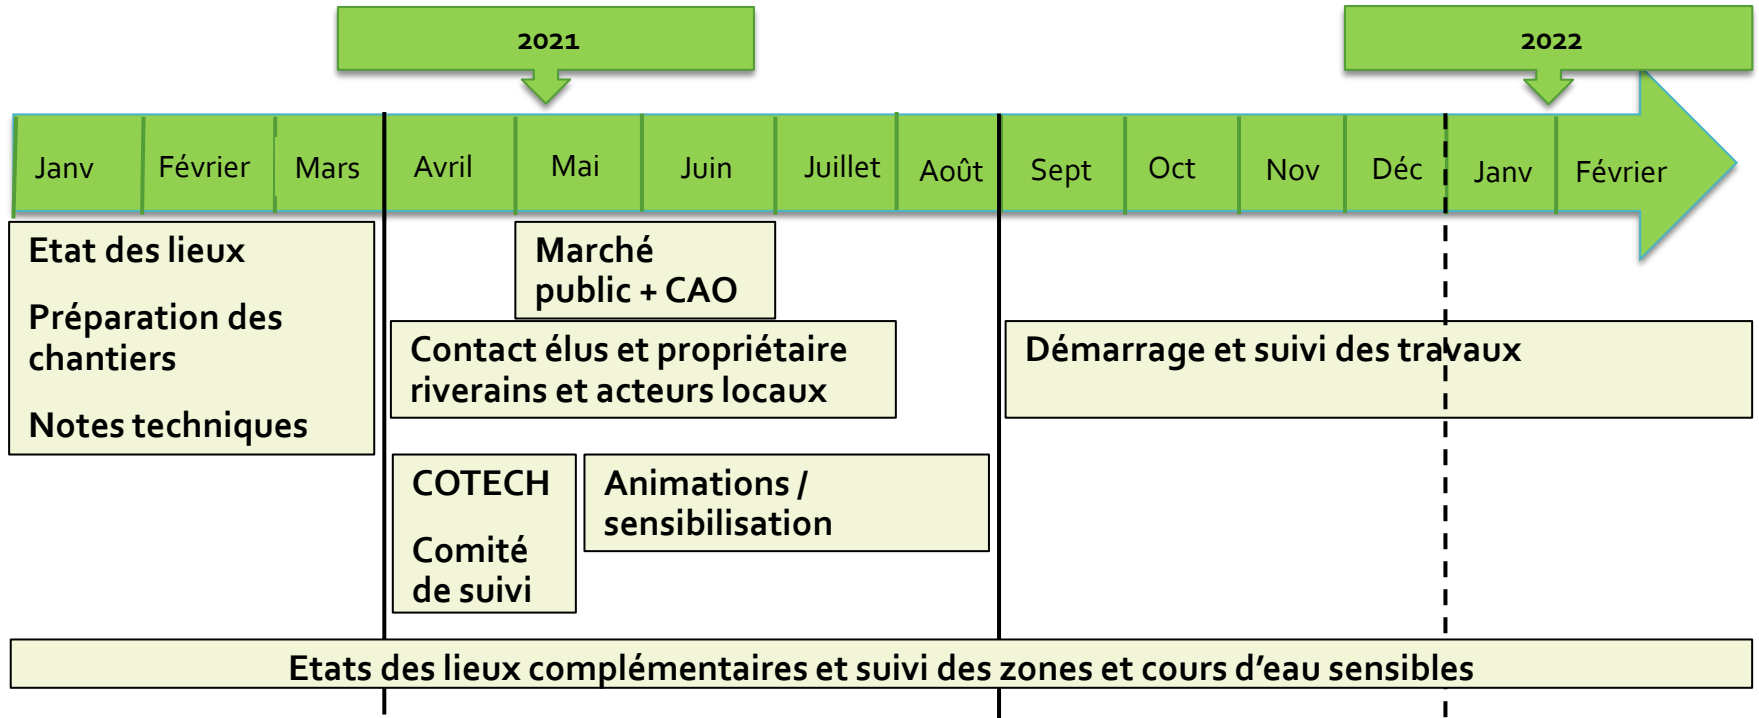 2021
2022
Janv Février Mars Avril Mai Juin Juillet Août Sept Oct Nov Déc Janv Février
Etat des lieux
Préparation des
chantiers
Notes techniques
Marché
public + CAO
Contact élus et propriétaire
riverains et acteurs locaux
Démarrage et suivi des travaux
COTECH
Comité
de suivi
Animations /
sensibilisation
Etats des lieux complémentaires et suivi des zones et cours d'eau sensibles